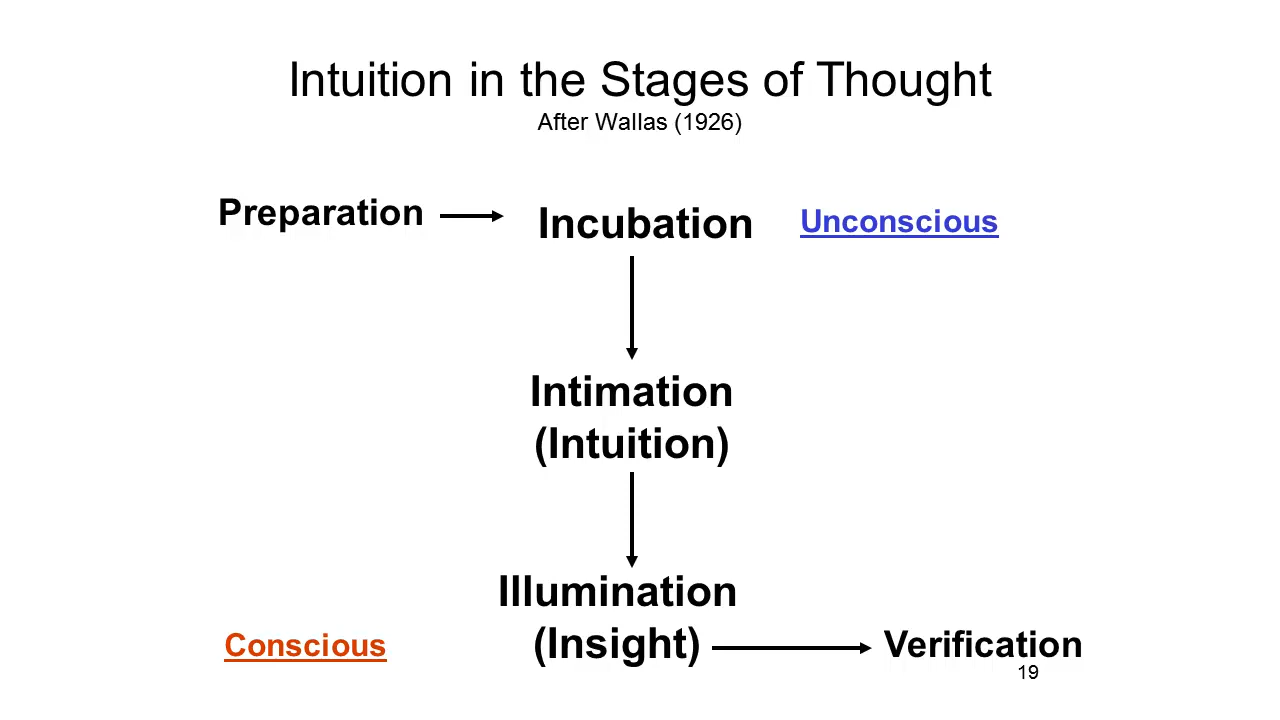 Intuition in the Stages of Thought
After Wallas (1926)
Preparation
Incubation
Unconscious
Intimation
(Intuition)
Illumination
(Insight)
Conscious
Verification
19